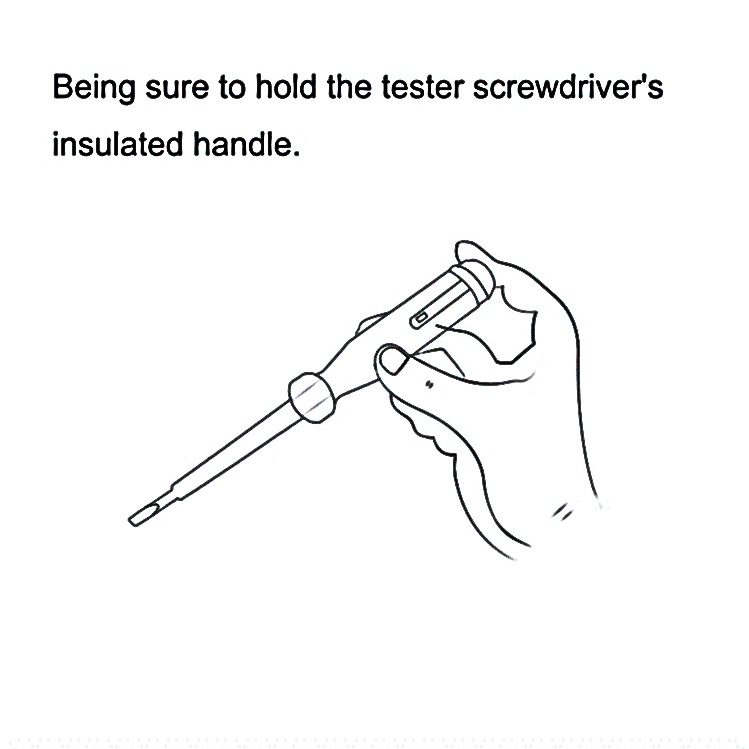 Being sure to hold the tester screwdriver's
insulated handle.